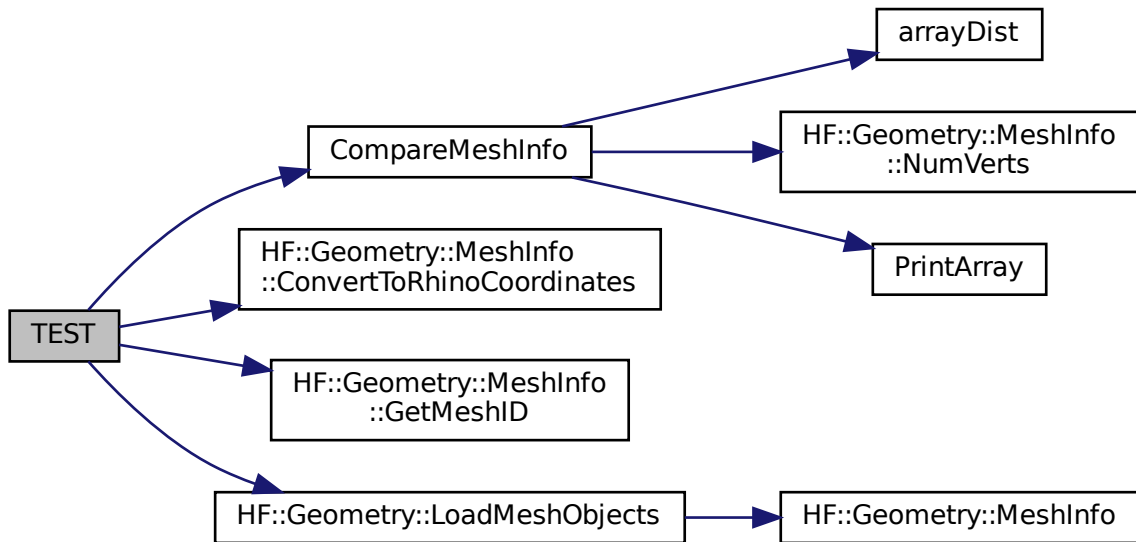 arrayDist
CompareMeshInfo
HF::Geometry::MeshInfo
::NumVerts
PrintArray
HF::Geometry::MeshInfo
::ConvertToRhinoCoordinates
TEST
HF::Geometry::MeshInfo
::GetMeshID
HF::Geometry::LoadMeshObjects
HF::Geometry::MeshInfo